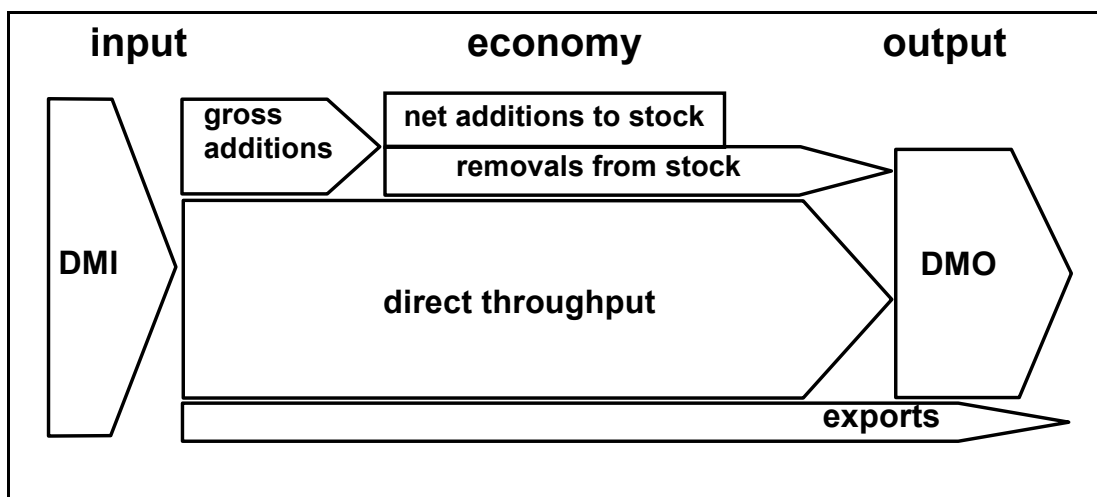 input economy output
gross
additions
net additions to stock
removals from stock
DMI
direct throughput
DMO
exports